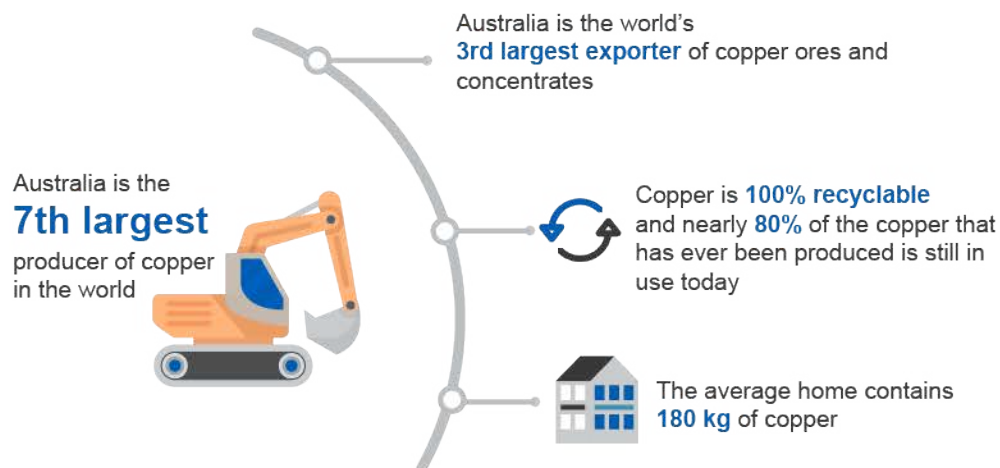 Australia is the world's
3rd largest exporter of copper ores and
concentrates
Australia is the
7th largest
producer of copper
in the world
Copper is 100% recyclable
and nearly 80% of the copper that
has ever been produced is still in
use today
The average home contains
180 kg of copper